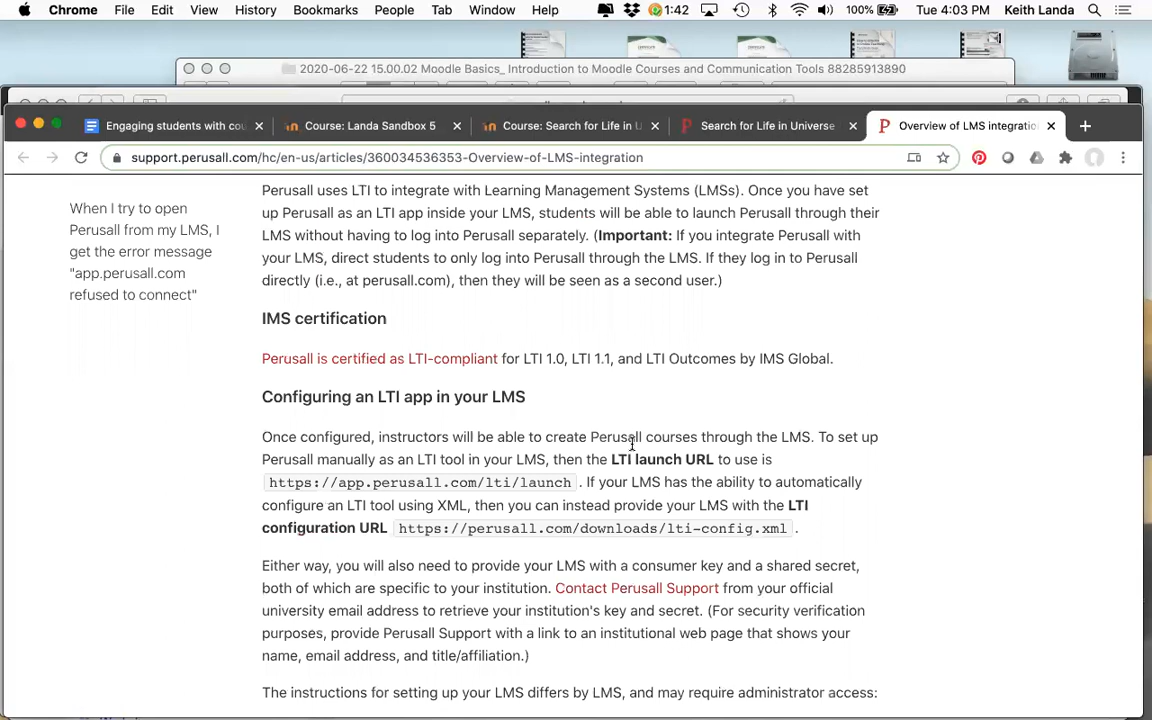 Chrome File Edit View History Bookmarks People Tab Window Help 1:42 100% Tue 4:03 PM Keith Landa
2020-06-22 15.00.02 Moodle Basics_ Introduction to Moodle Courses and Communication Tools 88285913890
Engaging students with cou Course: Landa Sandbox 5 Course: Search for Life in U Search for Life in Universe Overview of LMS integratio
support.perusall.com/hc/en-us/articles/360034536353-Overview-of-LMS-integration
When I try to open
Perusall from my LMS, I
get the error message
"app.perusall.com
refused to connect"
Perusall uses LTI to integrate with Learning Management Systems (LMSs). Once you have set
up Perusall as an LTI app inside your LMS, students will be able to launch Perusall through their
LMS without having to log into Perusall separately. (Important: If you integrate Perusall with
your LMS, direct students to only log into Perusall through the LMS. If they log in to Perusall
directly (i.e., at perusall.com), then they will be seen as a second user.)
IMS certification
Perusall is certified as LTI-compliant for LTI 1.0, LTI 1.1, and LTI Outcomes by IMS Global.
Configuring an LTI app in your LMS
Once configured, instructors will be able to create Perusall courses through the LMS. To set up
Perusall manually as an LTI tool in your LMS, then the LTI launch URL to use is
https://app.perusall.com/lti/launch . If your LMS has the ability to automatically
configure an LTI tool using XML, then you can instead provide your LMS with the LTI
configuration URL https://perusall.com/downloads/lti-config.xml .
Either way, you will also need to provide your LMS with a consumer key and a shared secret,
both of which are specific to your institution. Contact Perusall Support from your official
university email address to retrieve your institution's key and secret. (For security verification
purposes, provide Perusall Support with a link to an institutional web page that shows your
name, email address, and title/affiliation.)
The instructions for setting up your LMS differs by LMS, and may require administrator access: